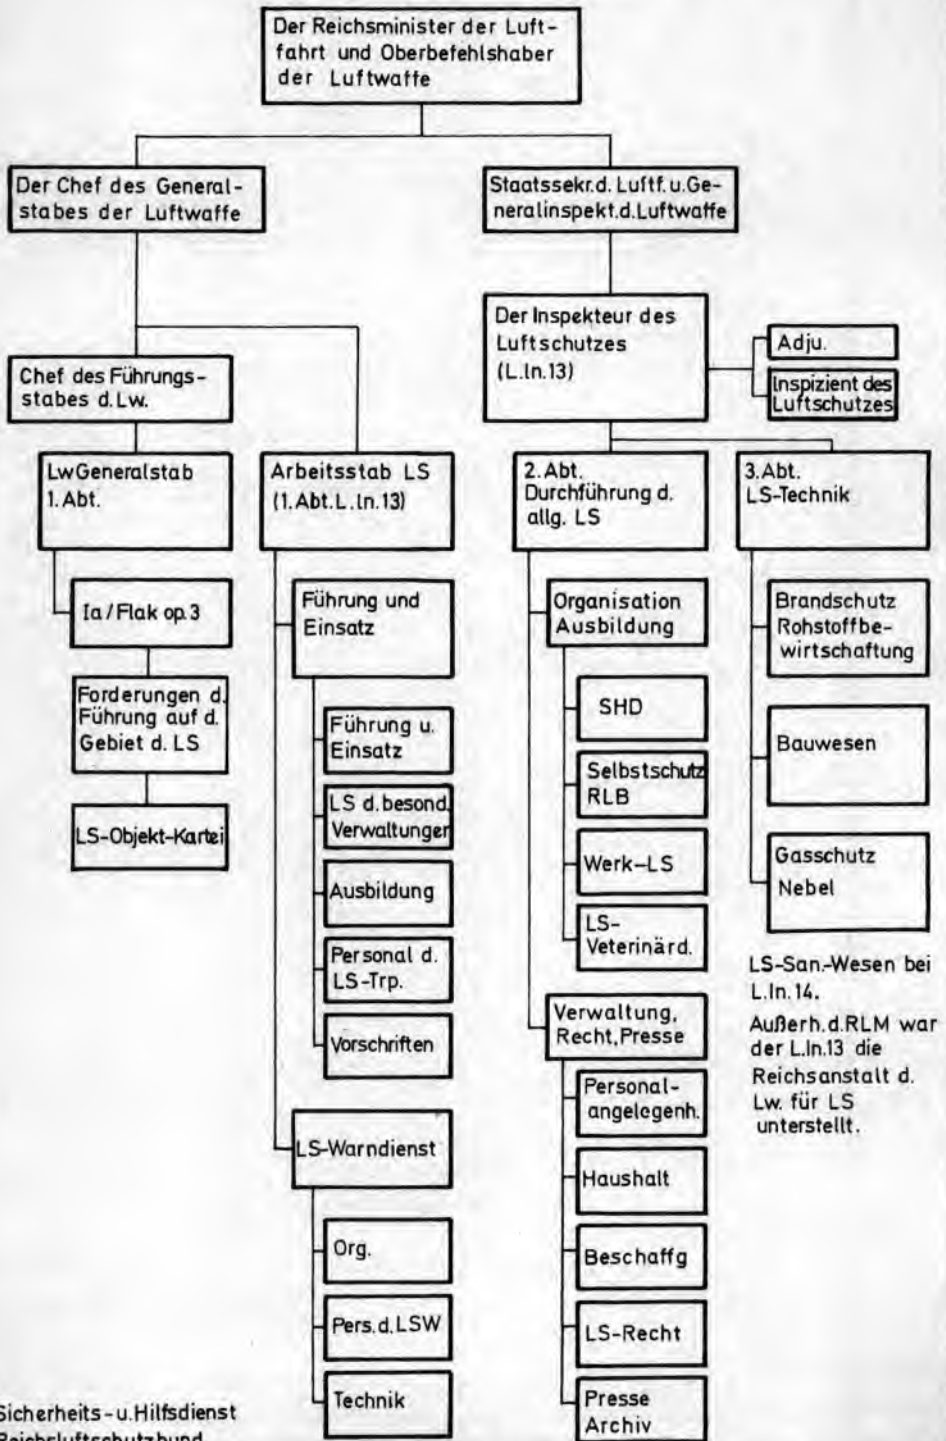 Der Reichsminister der Luft-
fahrt und Oberbefehlshaber
der Luftwaffe
Der Chef des General-
stabes der Luftwaffe
Staatssekr.d. Luftf.u.Ge-
neralinspekt.d.Luftwaffe
Der Inspekteur des
Luftschutzes
(L.In.13)
Adju.
Inspizient des
Luftschutzes
Chef des Führungs-
stabes d.Lw.
LwGeneralstab
1.Abt.
Arbeitsstab LS
(1.Abt.L.In.13)
2.Abt.
Durchführung d.
allg. LS
3.Abt.
LS-Technik
Ia/Flak op.3
Forderungen d.
Führung auf d.
Gebiet d. LS
LS-Objekt-Kartei
Führung und
Einsatz
Führung u.
Einsatz
LS d.besond.
Verwaltungen
Ausbildung
Personal d.
LS-Trp.
Vorschriften
LS-Warndienst
Org.
Pers.d.LSW
Technik
Organisation
Ausbildung
SHD
Selbstschutz
RLB
Werk-LS
LS-
Veterinärd.
Verwaltung,
Recht,Presse
Personal-
angelegenh.
Haushalt
Beschaffg
LS-Recht
Presse
Archiv
Brandschutz
Rohstoffbe-
wirtschaftung
Bauwesen
Gasschutz
Nebel
LS-San.-Wesen bei
L.In.14.
Außerh.d.RLM war
der L.In.13 die
Reichsanstalt d.
Lw. für LS
unterstellt.
Sicherheits-u.Hilfsdienst
Reichsluftschutzbund